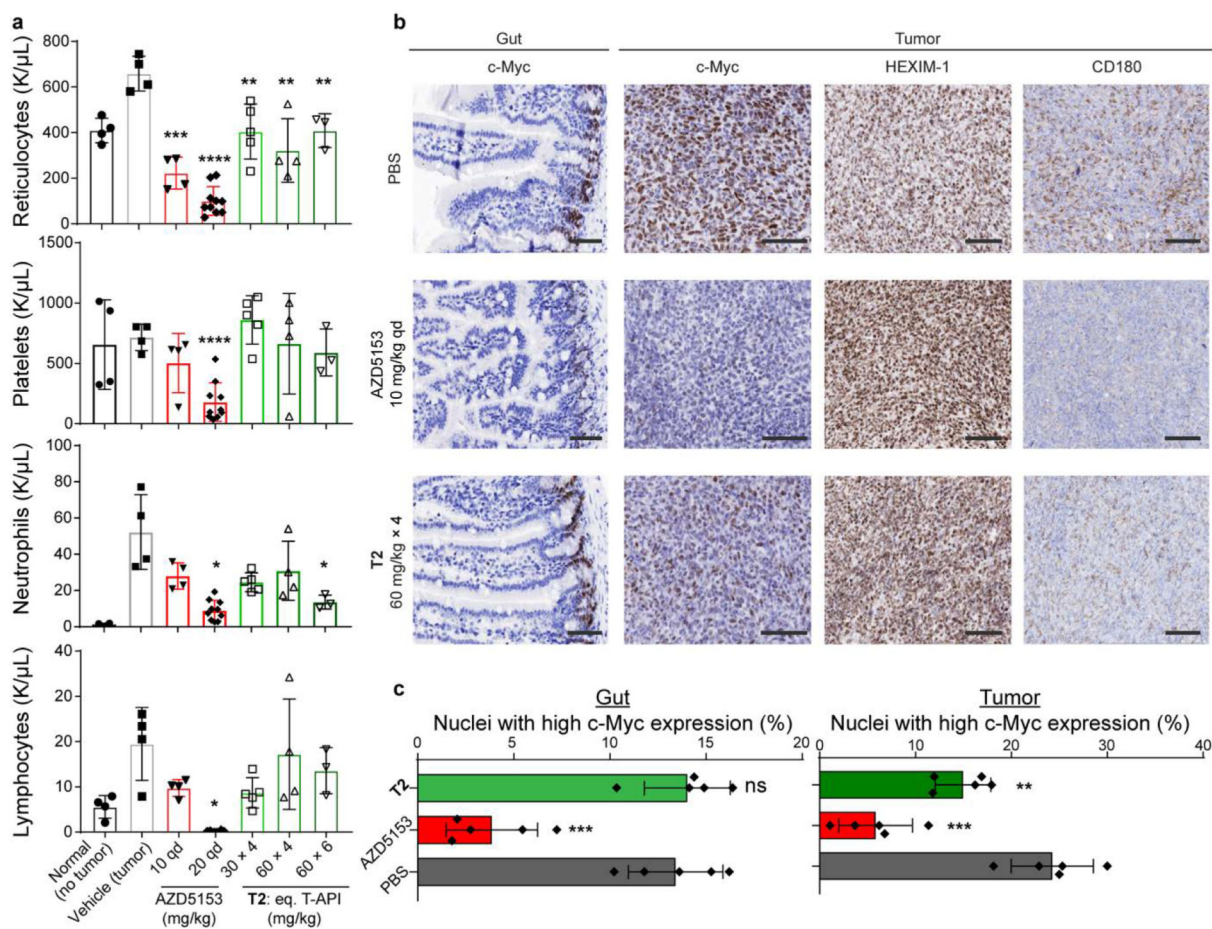 a
Reticulocytes (K/μL)
800
600
400
200
0
***
****
**
**
**
Platelets (K/μL)
1500
1000
500
0
****
Neutrophils (K/μL)
100
80
60
40
20
0
*
*
Lymphocytes (K/μL)
40
20
20
10
0
*
Normal
(no tumor)
Vehicle (tumor)
10 qd
20 qd
30 × 4
60 × 4
60 × 6
AZD5153
(mg/kg)
T2: eq. T-API
(mg/kg)
b
Gut
Tumor
c-Myc
c-Myc
HEXIM-1
CD180
PBS
AZD5153
10 mg/kg qd
T2
60 mg/kg × 4
c
Gut
Nuclei with high c-Myc expression (%)
0
5
10
15
20
T2
ns
AZD5153
***
PBS
Tumor
Nuclei with high c-Myc expression (%)
0
20
30
40
**
***